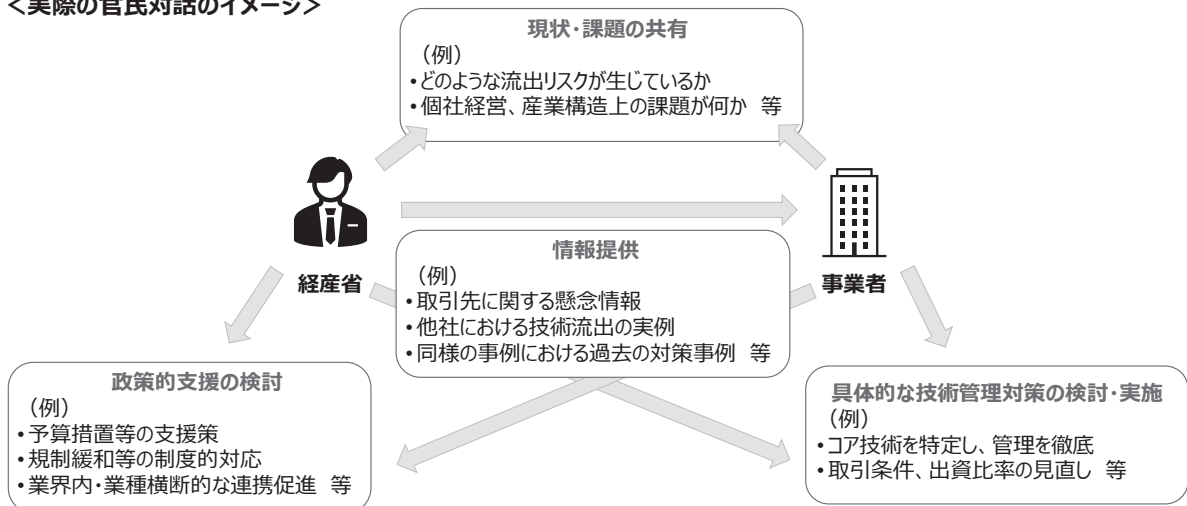 <実際の官民対話のイメージ>
現状・課題の共有
（例）
•どのような流出リスクが生じているか
•個社経営、産業構造上の課題が何か 等
経産省
事業者
情報提供
（例）
•取引先に関する懸念情報
•他社における技術流出の実例
•同様の事例における過去の対策事例 等
政策的支援の検討
（例）
•予算措置等の支援策
•規制緩和等の制度的対応
•業界内・業種横断的な連携促進 等
具体的な技術管理対策の検討・実施
（例）
•コア技術を特定し、管理を徹底
•取引条件、出資比率の見直し 等